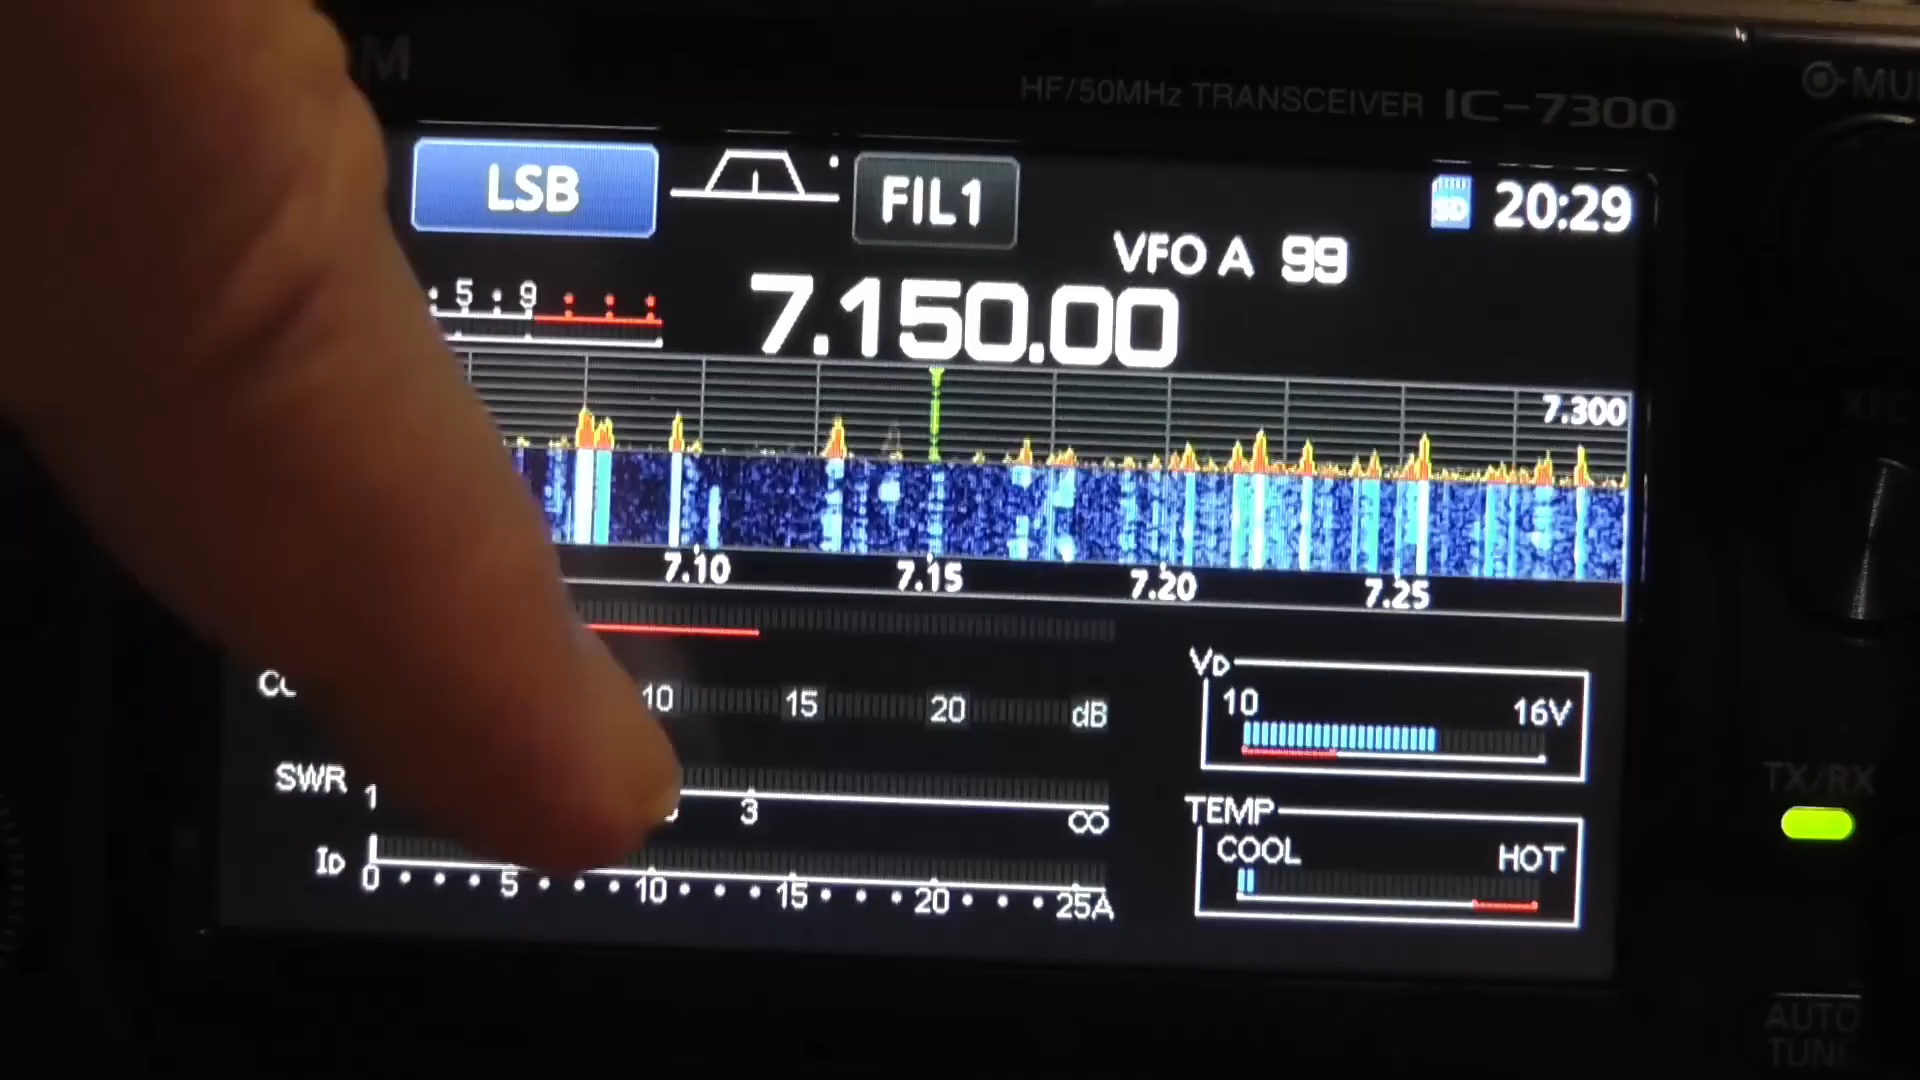 HF/50MHz TRANSCEIVER IC-7300
LSB
FIL1
SD
20:29
VFO A 99
5 9
7.150.00
7.300
7.10 7.15 7.20 7.25
10 15 20 dB
SWR 1 3 ∞
ID 0 5 10 15 20 25A
VD
10 16V
TEMP
COOL HOT
TX/RX
AUTO